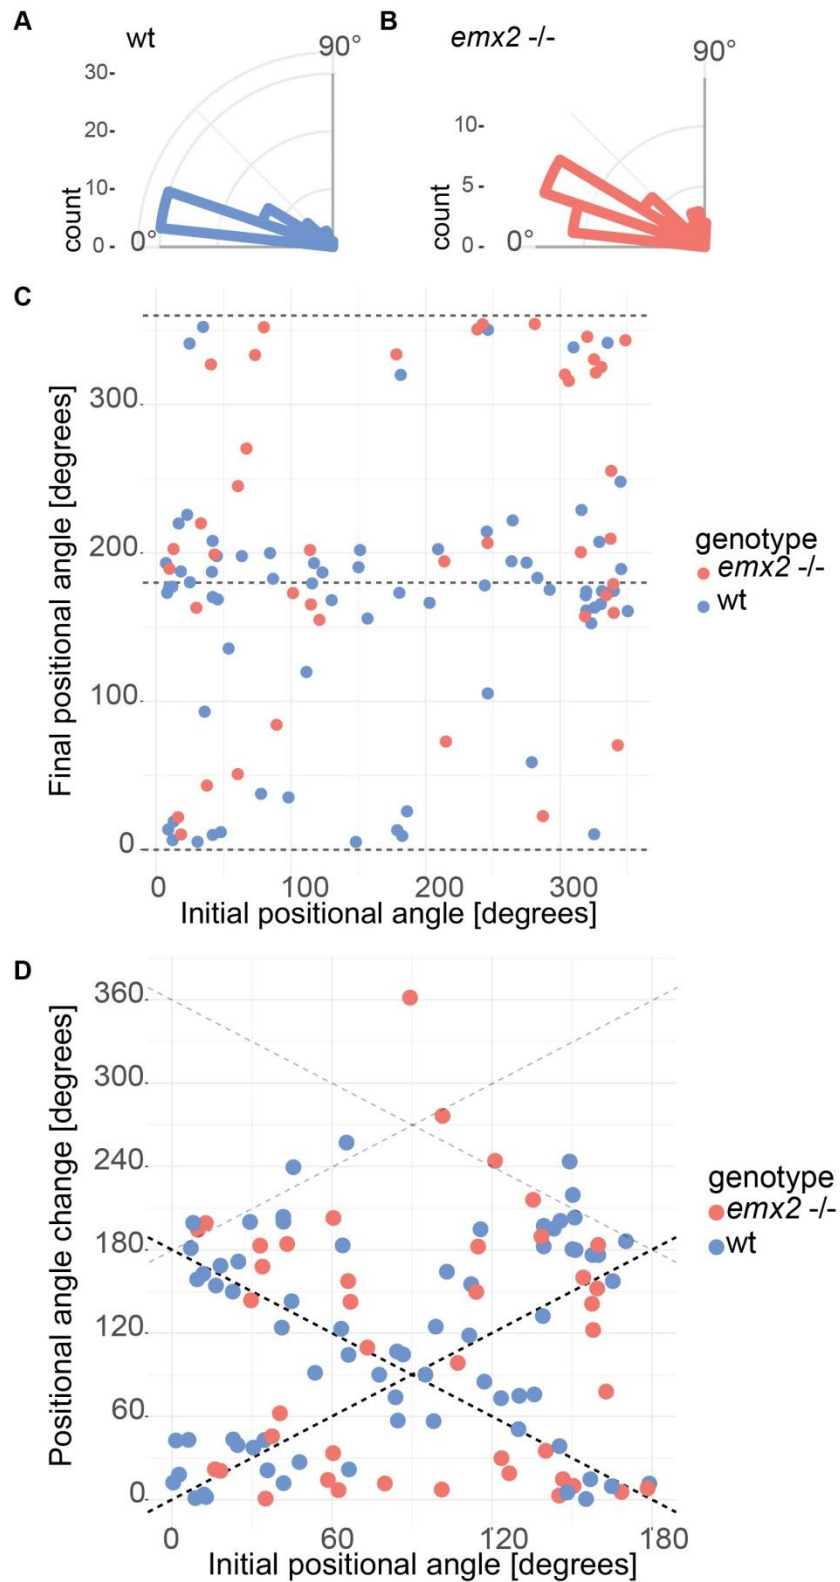 A
wt
90°
30-
20-
10-
0 -
0°
count
B
emx2 -/-
90°
10-
5 -
0 -
0°
count
C
Final positional angle [degrees]
300
200
100
0
0 100 200 300
Initial positional angle [degrees]
genotype
emx2 -/-
wt
D
Positional angle change [degrees]
360
300
240
180
120
60
0
0 60 120 180
Initial positional angle [degrees]
genotype
emx2 -/-
wt